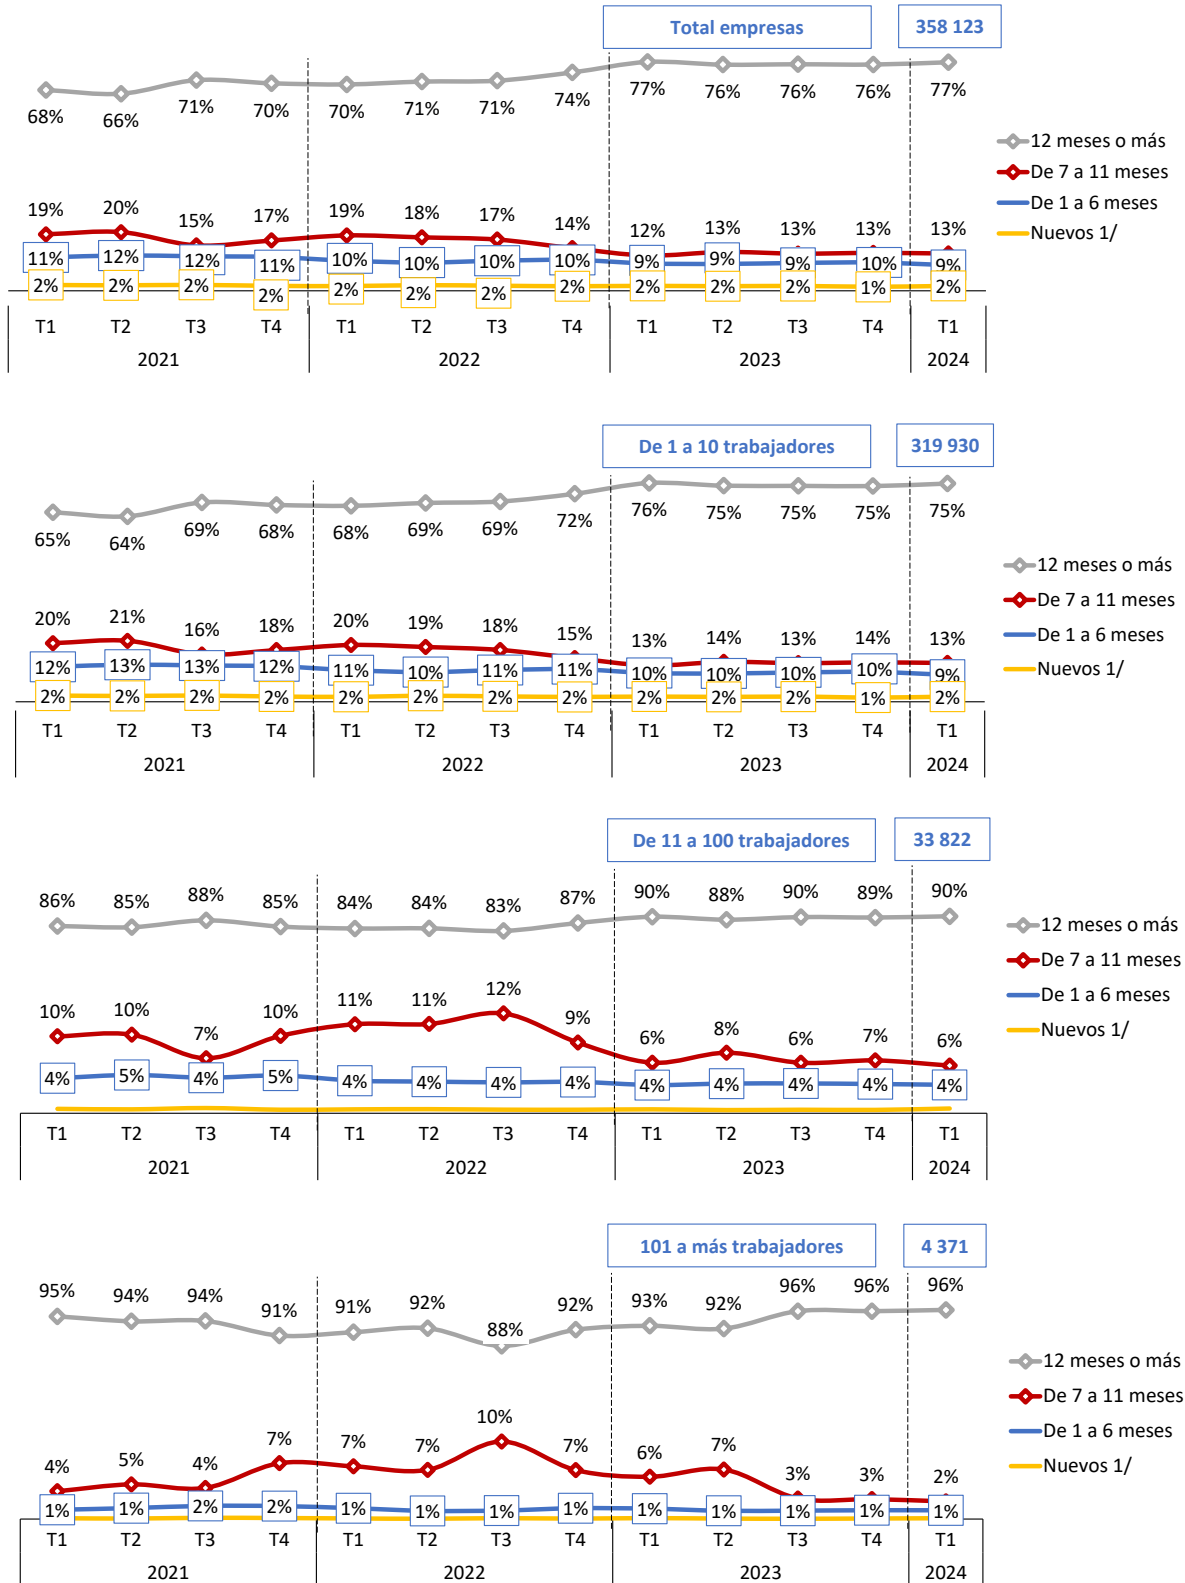 Total empresas 358 123
68% 66% 71% 70% 70% 71% 71% 74% 77% 76% 76% 76% 77%
19% 20% 15% 17% 19% 18% 17% 14% 12% 13% 13% 13% 13%
11% 12% 12% 11% 10% 10% 10% 10% 9% 9% 9% 10% 9%
2% 2% 2% 2% 2% 2% 2% 2% 2% 2% 2% 1% 2%
T1 T2 T3 T4 T1 T2 T3 T4 T1 T2 T3 T4 T1
2021 2022 2023 2024
12 meses o más
De 7 a 11 meses
De 1 a 6 meses
Nuevos 1/
De 1 a 10 trabajadores 319 930
65% 64% 69% 68% 68% 69% 69% 72% 76% 75% 75% 75% 75%
20% 21% 16% 18% 20% 19% 18% 15% 13% 14% 13% 14% 13%
12% 13% 13% 12% 11% 10% 11% 11% 10% 10% 10% 10% 9%
2% 2% 2% 2% 2% 2% 2% 2% 2% 2% 2% 1% 2%
T1 T2 T3 T4 T1 T2 T3 T4 T1 T2 T3 T4 T1
2021 2022 2023 2024
12 meses o más
De 7 a 11 meses
De 1 a 6 meses
Nuevos 1/
De 11 a 100 trabajadores 33 822
86% 85% 88% 85% 84% 84% 83% 87% 90% 88% 90% 89% 90%
10% 10% 7% 10% 11% 11% 12% 9% 6% 8% 6% 7% 6%
4% 5% 4% 5% 4% 4% 4% 4% 4% 4% 4% 4% 4%
T1 T2 T3 T4 T1 T2 T3 T4 T1 T2 T3 T4 T1
2021 2022 2023 2024
12 meses o más
De 7 a 11 meses
De 1 a 6 meses
Nuevos 1/
101 a más trabajadores 4 371
95% 94% 94% 91% 91% 92% 88% 92% 93% 92% 96% 96% 96%
4% 5% 4% 7% 7% 7% 10% 7% 6% 7% 3% 3% 2%
1% 1% 2% 2% 1% 1% 1% 1% 1% 1% 1% 1% 1%
T1 T2 T3 T4 T1 T2 T3 T4 T1 T2 T3 T4 T1
2021 2022 2023 2024
12 meses o más
De 7 a 11 meses
De 1 a 6 meses
Nuevos 1/